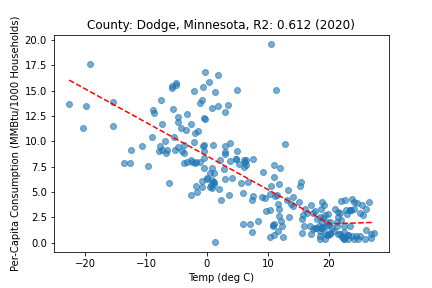 County: Dodge, Minnesota, R2: 0.612 (2020)
Per-Capita Consumption (MMBtu/1000 Households)
20.0
17.5
15.0
12.5
10.0
7.5
5.0
2.5
0.0
−20 −10 0 10 20
Temp (deg C)